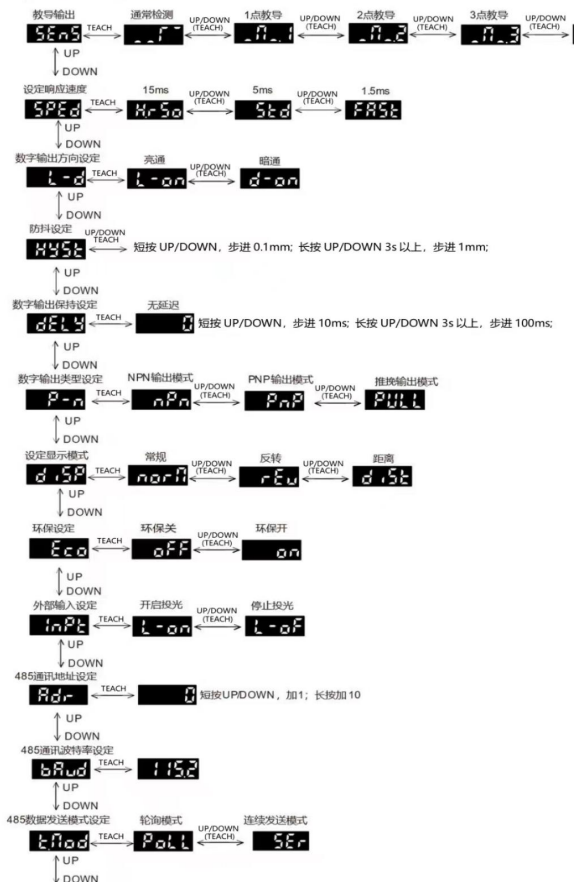 教导输出 通常检测 1点教导 2点教导 3点教导
SEnS TEACH __┌¯ UP/DOWN (TEACH) _n_1 UP/DOWN (TEACH) _n_2 UP/DOWN (TEACH) _n_3 UP/DOWN (TEACH)
UP
DOWN
设定响应速度 15ms 5ms 1.5ms
SPEd TEACH HrSo UP/DOWN (TEACH) Std UP/DOWN (TEACH) FASt
UP
DOWN
数字输出方向设定 亮通 暗通
L-d TEACH L-on UP/DOWN (TEACH) d-on
UP
DOWN
防抖设定
HYSt UP/DOWN TEACH 短按 UP/DOWN，步进 0.1mm; 长按 UP/DOWN 3s 以上，步进 1mm;
UP
DOWN
数字输出保持设定 无延迟
dELY TEACH 0 短按 UP/DOWN，步进 10ms; 长按 UP/DOWN 3s 以上，步进 100ms;
UP
DOWN
数字输出类型设定 NPN输出模式 PNP输出模式 推挽输出模式
P-n TEACH nPn UP/DOWN (TEACH) PnP UP/DOWN (TEACH) PULL
UP
DOWN
设定显示模式 常规 反转 距离
diSP TEACH norn UP/DOWN (TEACH) rEv UP/DOWN (TEACH) diSt
UP
DOWN
环保设定 环保关 环保开
Eco TEACH oFF UP/DOWN (TEACH) on
UP
DOWN
外部输入设定 开启投光 停止投光
InPt TEACH L-on UP/DOWN (TEACH) L-oF
UP
DOWN
485通讯地址设定
Adr TEACH 0 短按UP/DOWN，加1；长按加10
UP
DOWN
485通讯波特率设定
bAud TEACH 115.2
UP
DOWN
485数据发送模式设定 轮询模式 连续发送模式
tnod TEACH PoLL UP/DOWN (TEACH) SEr
UP
DOWN